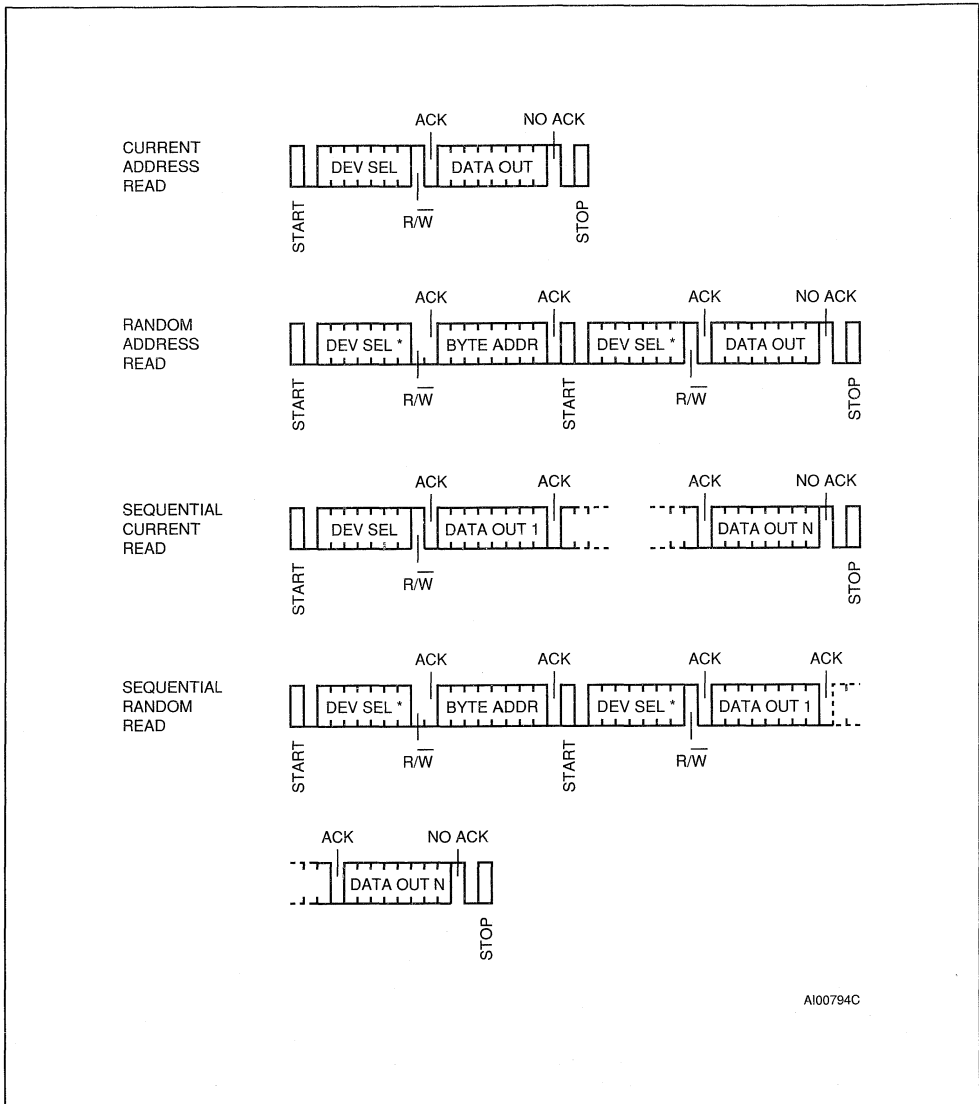 ACK NO ACK
CURRENT
ADDRESS
READ
DEV SEL DATA OUT
START R/W STOP
ACK ACK ACK NO ACK
RANDOM
ADDRESS
READ
DEV SEL * BYTE ADDR DEV SEL * DATA OUT
START R/W START R/W STOP
ACK ACK ACK NO ACK
SEQUENTIAL
CURRENT
READ
DEV SEL DATA OUT 1 DATA OUT N
START R/W STOP
ACK ACK ACK ACK
SEQUENTIAL
RANDOM
READ
DEV SEL * BYTE ADDR DEV SEL * DATA OUT 1
START R/W START R/W
ACK NO ACK
DATA OUT N
STOP
AI00794C